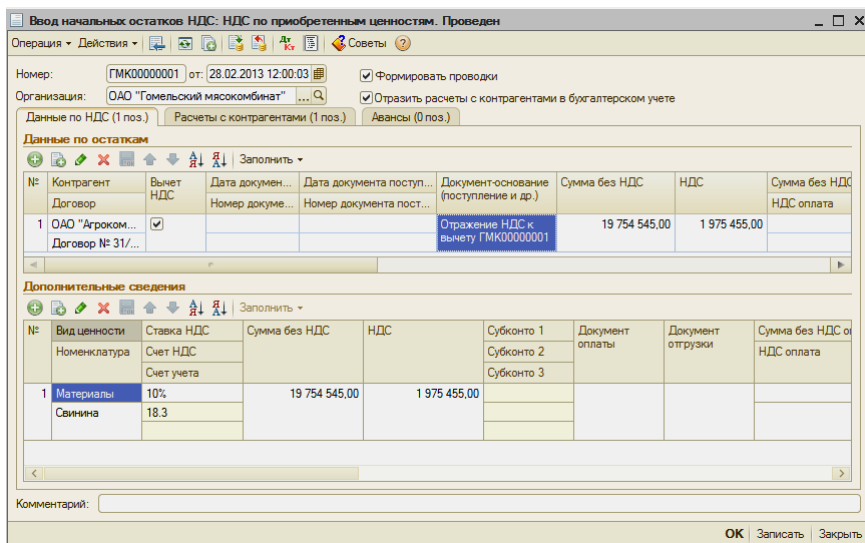 Ввод начальных остатков НДС: НДС по приобретенным ценностям. Проведен
Операция Действия Дт Кт Советы
Номер: ГМК00000001 от: 28.02.2013 12:00:03 Формировать проводки
Организация: ОАО "Гомельский мясокомбинат" ... Отразить расчеты с контрагентами в бухгалтерском учете
Данные по НДС (1 поз.) Расчеты с контрагентами (1 поз.) Авансы (0 поз.)
Данные по остаткам
Заполнить
№ Контрагент Вычет НДС Дата докумен... Дата документа поступ... Документ-основание (поступление и др.) Сумма без НДС НДС Сумма без НДС
Договор Номер докуме... Номер документа пост... НДС оплата
1 ОАО "Агроком... Отражение НДС к вычету ГМК00000001 19 754 545,00 1 975 455,00
Договор № 31/...
Дополнительные сведения
Заполнить
№ Вид ценности Ставка НДС Сумма без НДС НДС Субконто 1 Документ оплаты Документ отгрузки Сумма без НДС оп
Номенклатура Счет НДС Субконто 2 НДС оплата
Счет учета Субконто 3
1 Материалы 10% 19 754 545,00 1 975 455,00
Свинина 18.3
Комментарий:
OK Записать Закрыть